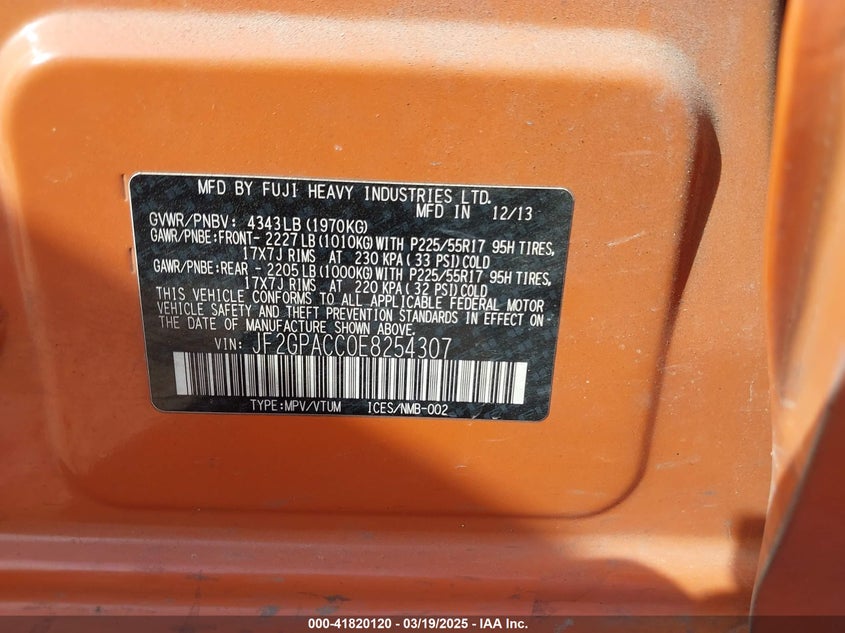 MFD BY FUJI HEAVY INDUSTRIES LTD.
MFD IN 12/13
GVWR/PNBV: 4343LB (1970KG)
GAWR/PNBE:FRONT- 2227LB (1010KG) WITH P225/55R17 95H TIRES,
17X7J RIMS AT 230 KPA (33 PSI) COLD
GAWR/PNBE:REAR - 2205LB (1000KG) WITH P225/55R17 95H TIRES,
17X7J RIMS AT 220 KPA (32 PSI) COLD
THIS VEHICLE CONFORMS TO ALL APPLICABLE FEDERAL MOTOR
VEHICLE SAFETY AND THEFT PREVENTION STANDARDS IN EFFECT ON
THE DATE OF MANUFACTURE SHOWN ABOVE.
VIN: JF2GPACC0E8254307
TYPE:MPV/VTUM ICES/NMB-002
000-41820120 - 03/19/2025 - IAA Inc.